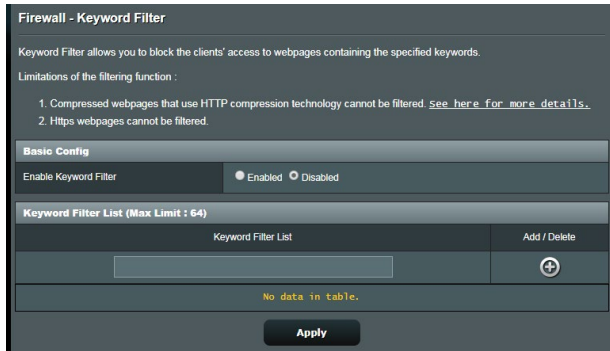 Firewall - Keyword Filter
Keyword Filter allows you to block the clients' access to webpages containing the specified keywords.
Limitations of the filtering function :
1. Compressed webpages that use HTTP compression technology cannot be filtered. See here for more details.
2. Https webpages cannot be filtered.
Basic Config
Enable Keyword Filter Enabled Disabled
Keyword Filter List (Max Limit : 64)
Keyword Filter List Add / Delete
No data in table.
Apply